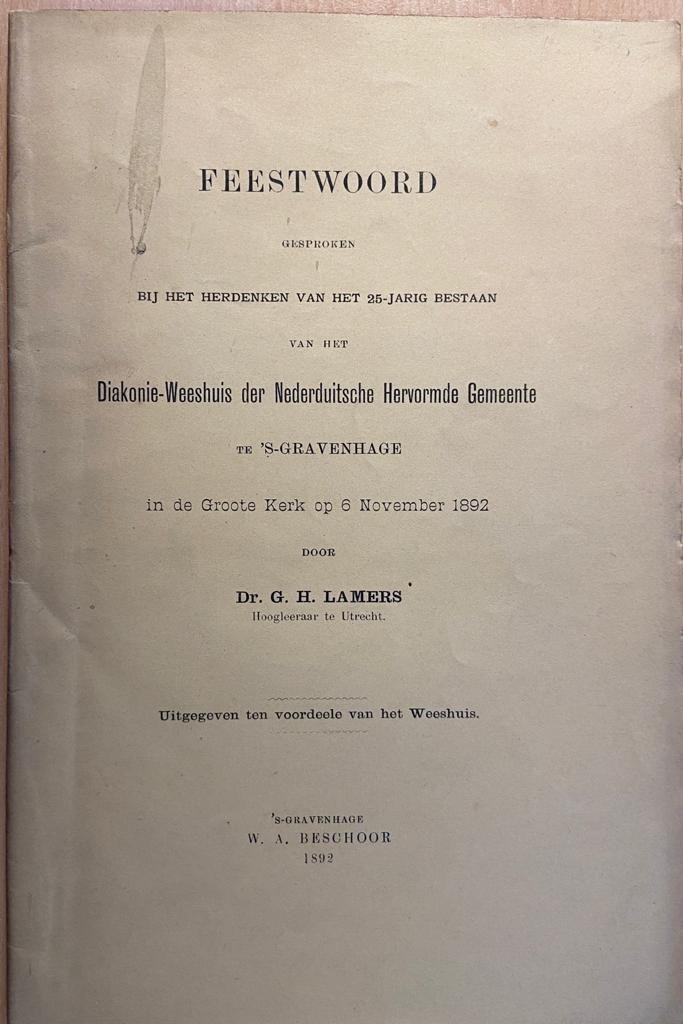 FEESTWOORD
GESPROKEN
BIJ HET HERDENKEN VAN HET 25-JARIG BESTAAN
VAN HET
Diakonie-Weeshuis der Nederduitsche Hervormde Gemeente
TE 'S-GRAVENHAGE
in de Groote Kerk op 6 November 1892
DOOR
Dr. G. H. LAMERS
Hoogleeraar te Utrecht.
Uitgegeven ten voordeele van het Weeshuis.
'S-GRAVENHAGE
W. A. BESCHOOR
1892